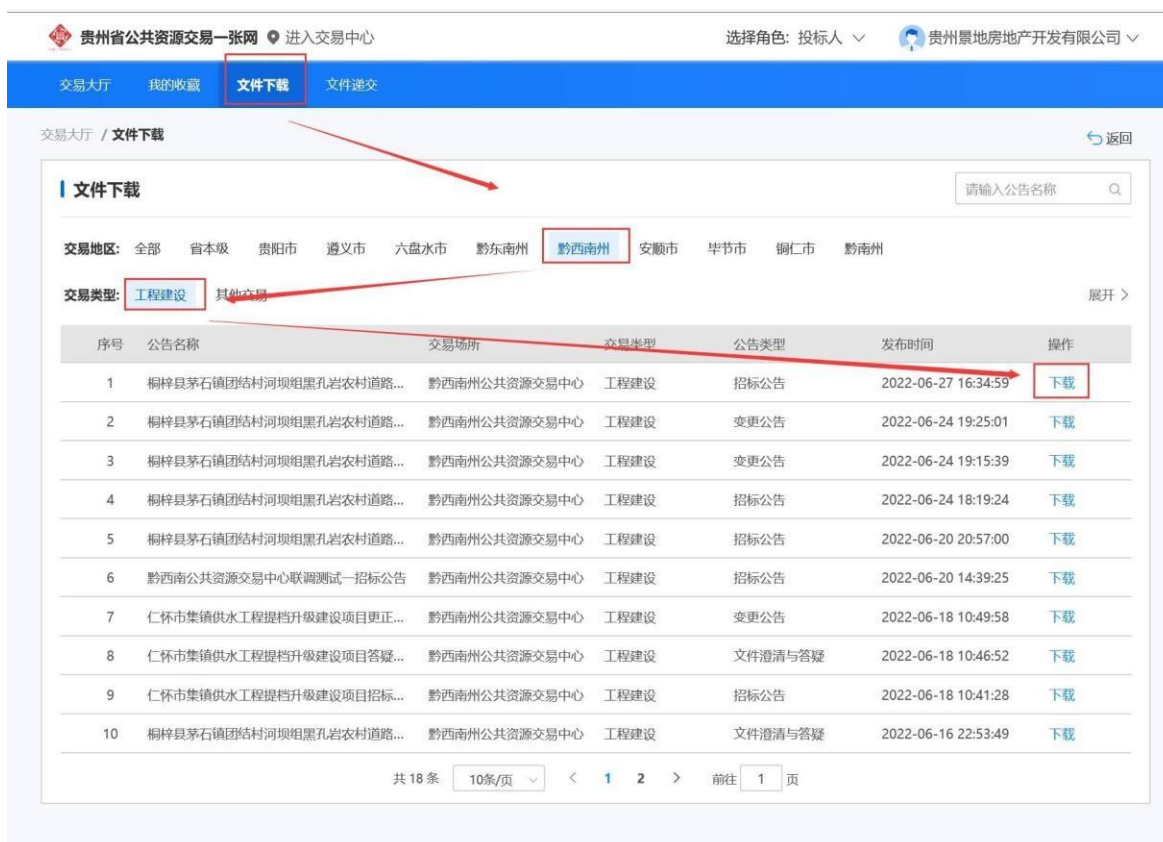 贵州省公共资源交易一张网 进入交易中心 选择角色: 投标人 贵州景地房地产开发有限公司
交易大厅 我的收藏 文件下载 文件递交
交易大厅 / 文件下载 返回
文件下载 请输入公告名称
交易地区: 全部 省本级 贵阳市 遵义市 六盘水市 黔东南州 黔西南州 安顺市 毕节市 铜仁市 黔南州
交易类型: 工程建设 其他交易 展开
序号 公告名称 交易场所 交易类型 公告类型 发布时间 操作
1 桐梓县茅石镇团结村河坝组黑孔岩农村道路... 黔西南州公共资源交易中心 工程建设 招标公告 2022-06-27 16:34:59 下载
2 桐梓县茅石镇团结村河坝组黑孔岩农村道路... 黔西南州公共资源交易中心 工程建设 变更公告 2022-06-24 19:25:01 下载
3 桐梓县茅石镇团结村河坝组黑孔岩农村道路... 黔西南州公共资源交易中心 工程建设 变更公告 2022-06-24 19:15:39 下载
4 桐梓县茅石镇团结村河坝组黑孔岩农村道路... 黔西南州公共资源交易中心 工程建设 招标公告 2022-06-24 18:19:24 下载
5 桐梓县茅石镇团结村河坝组黑孔岩农村道路... 黔西南州公共资源交易中心 工程建设 招标公告 2022-06-20 20:57:00 下载
6 黔西南公共资源交易中心联调测试一招标公告 黔西南州公共资源交易中心 工程建设 招标公告 2022-06-20 14:39:25 下载
7 仁怀市集镇供水工程提档升级建设项目更正... 黔西南州公共资源交易中心 工程建设 变更公告 2022-06-18 10:49:58 下载
8 仁怀市集镇供水工程提档升级建设项目答疑... 黔西南州公共资源交易中心 工程建设 文件澄清与答疑 2022-06-18 10:46:52 下载
9 仁怀市集镇供水工程提档升级建设项目招标... 黔西南州公共资源交易中心 工程建设 招标公告 2022-06-18 10:41:28 下载
10 桐梓县茅石镇团结村河坝组黑孔岩农村道路... 黔西南州公共资源交易中心 工程建设 文件澄清与答疑 2022-06-16 22:53:49 下载
共 18 条 10条/页 < 1 2 > 前往 1 页